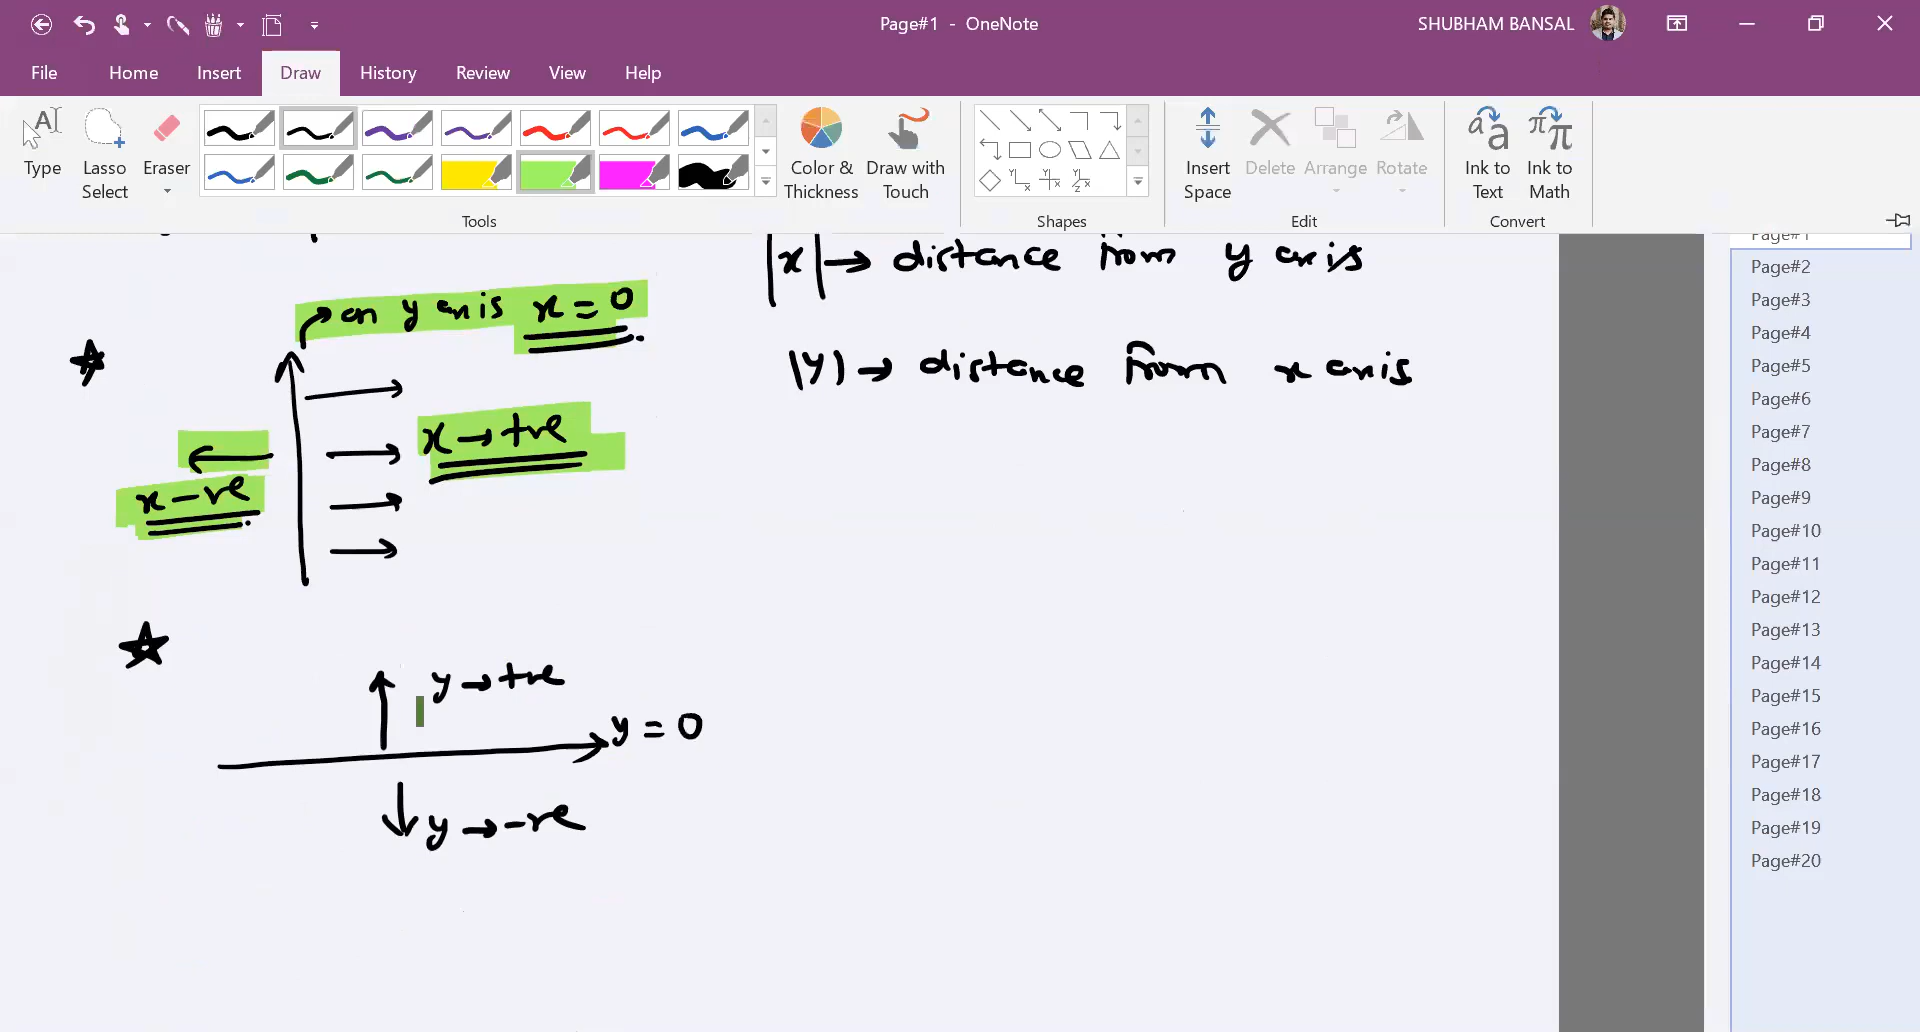 Page#1 - OneNote
SHUBHAM BANSAL
File Home Insert Draw History Review View Help
Type
Lasso Select
Eraser
Color & Thickness
Draw with Touch
Insert Space
Delete
Arrange
Rotate
Ink to Text
Ink to Math
Tools
Shapes
Edit
Convert
|x| → distance from y axis
|y| → distance from x axis
on y axis x = 0
x → +ve
x -ve
y → +ve
y = 0
y → -ve
Page#1
Page#2
Page#3
Page#4
Page#5
Page#6
Page#7
Page#8
Page#9
Page#10
Page#11
Page#12
Page#13
Page#14
Page#15
Page#16
Page#17
Page#18
Page#19
Page#20